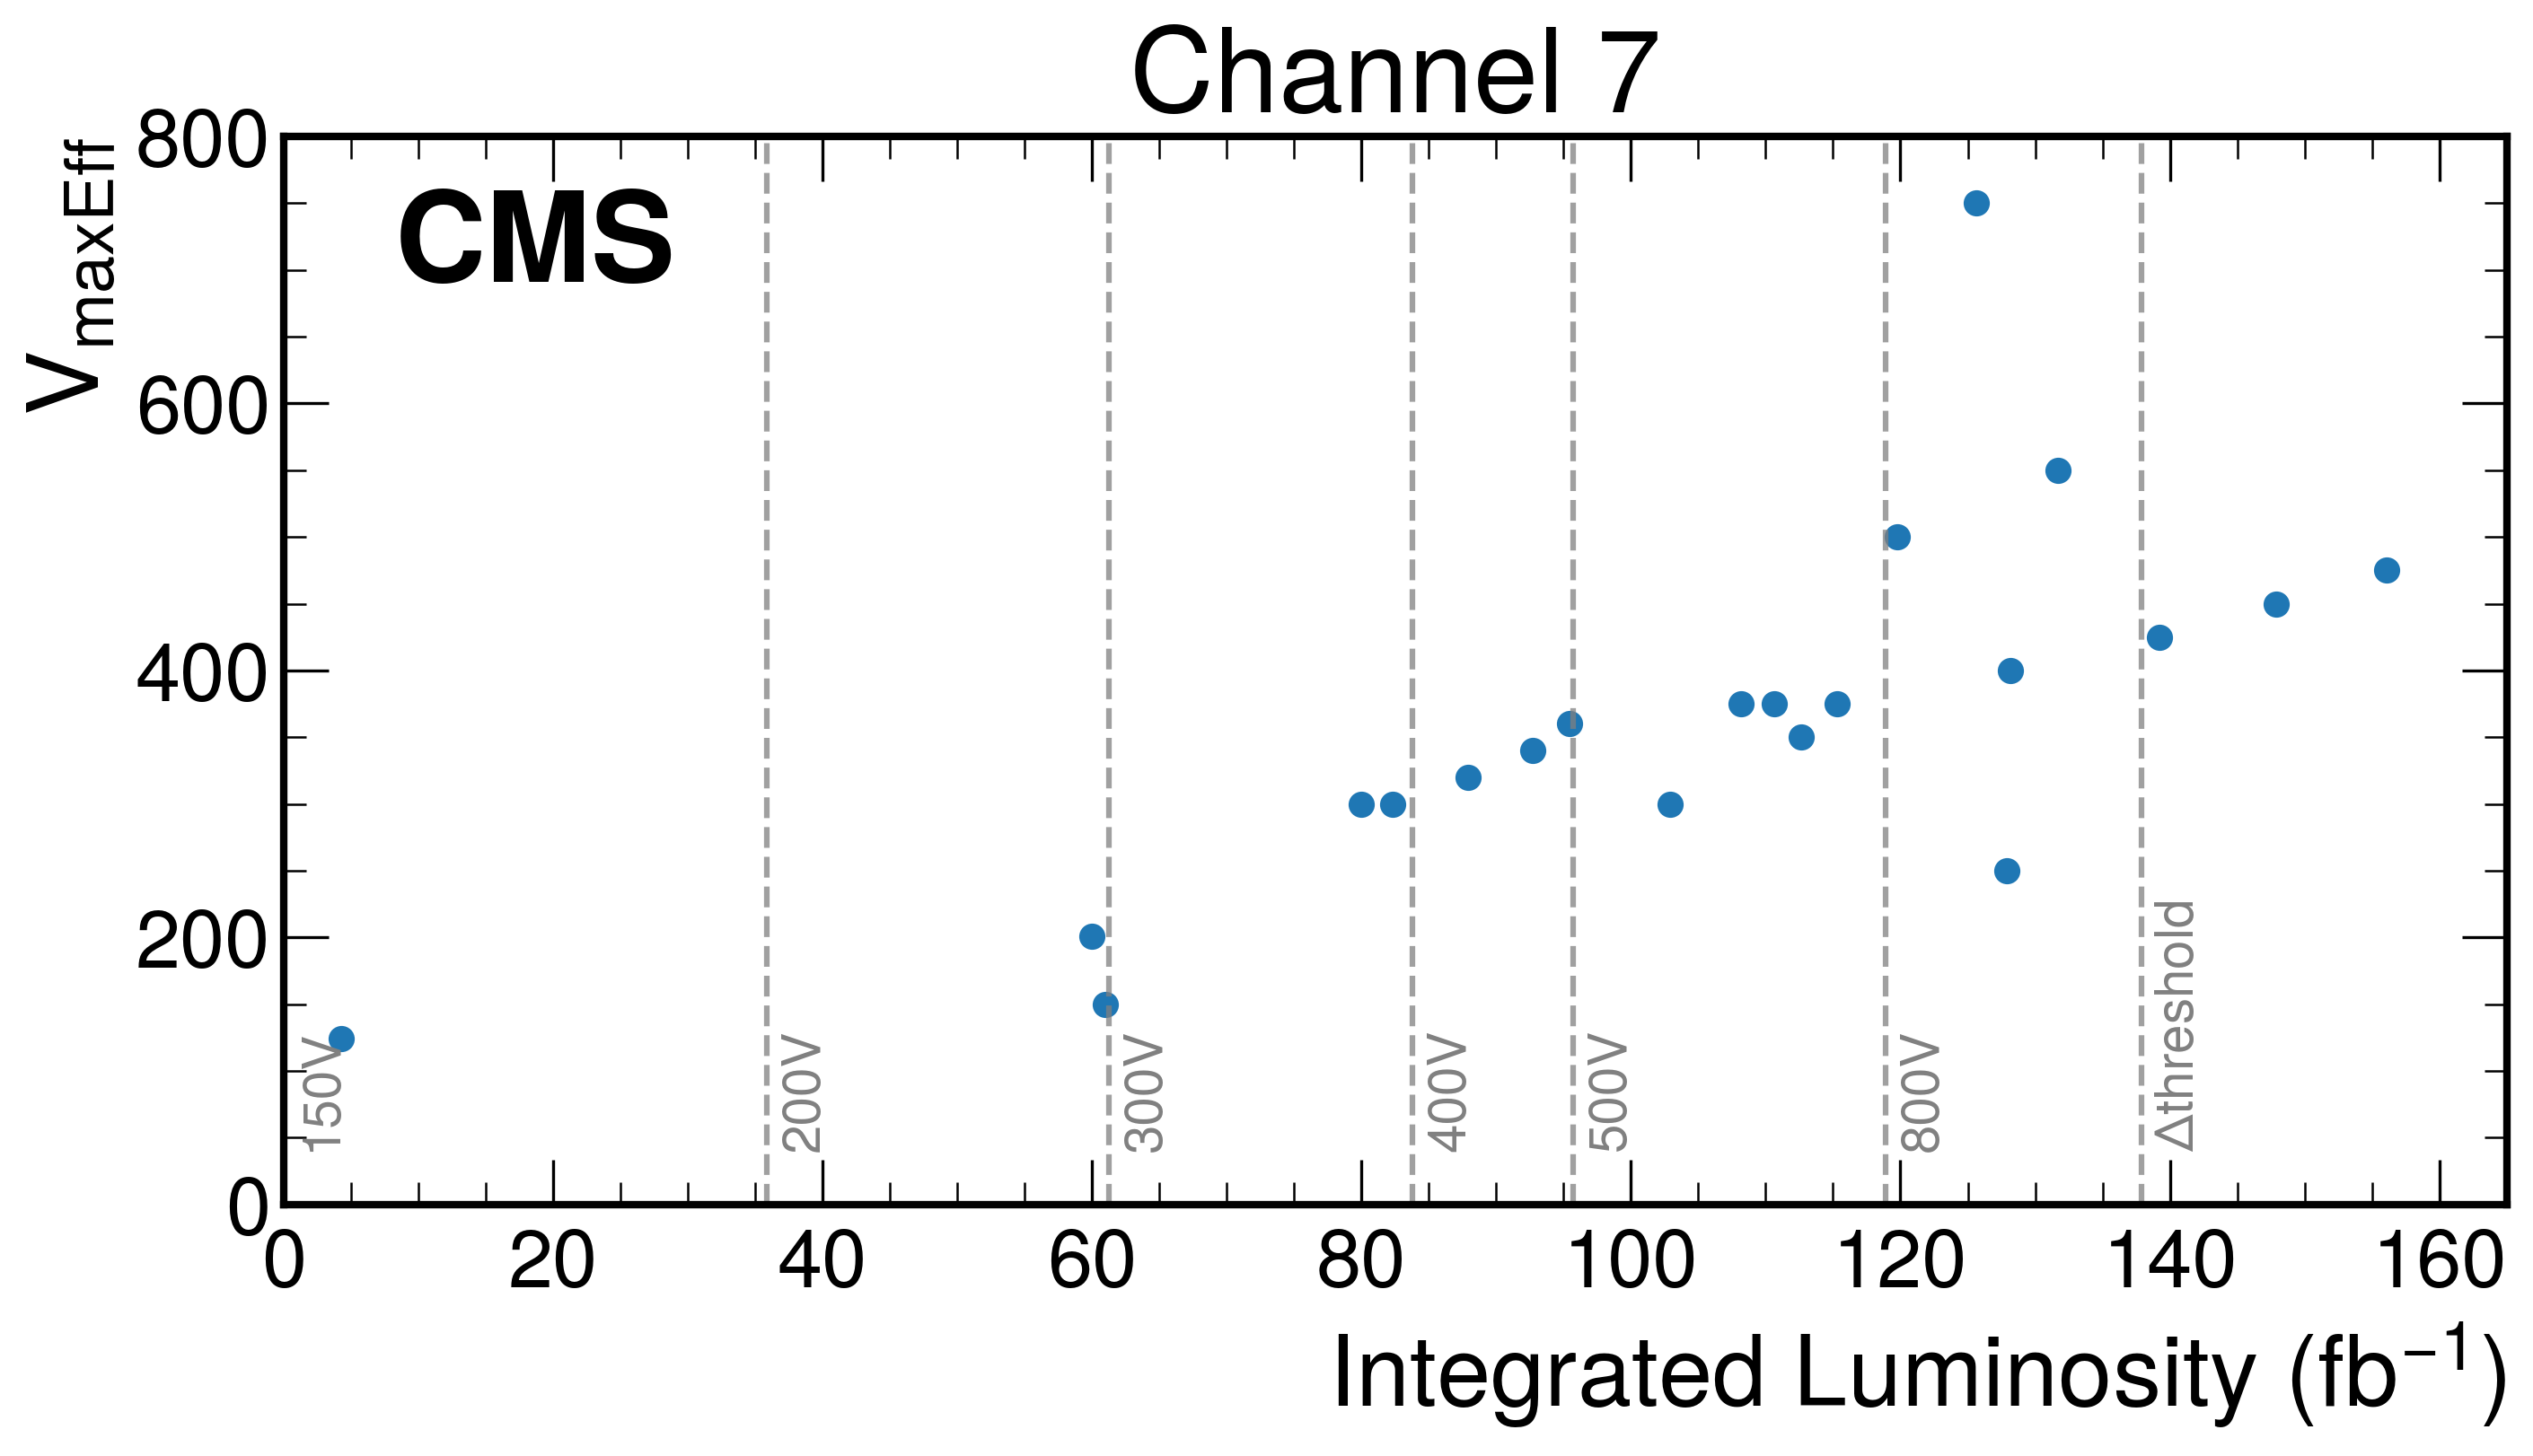 Channel 7
CMS
V_maxEff
800
600
400
200
0
150V
200V
300V
400V
500V
800V
Δthreshold
0 20 40 60 80 100 120 140 160
Integrated Luminosity (fb⁻¹)